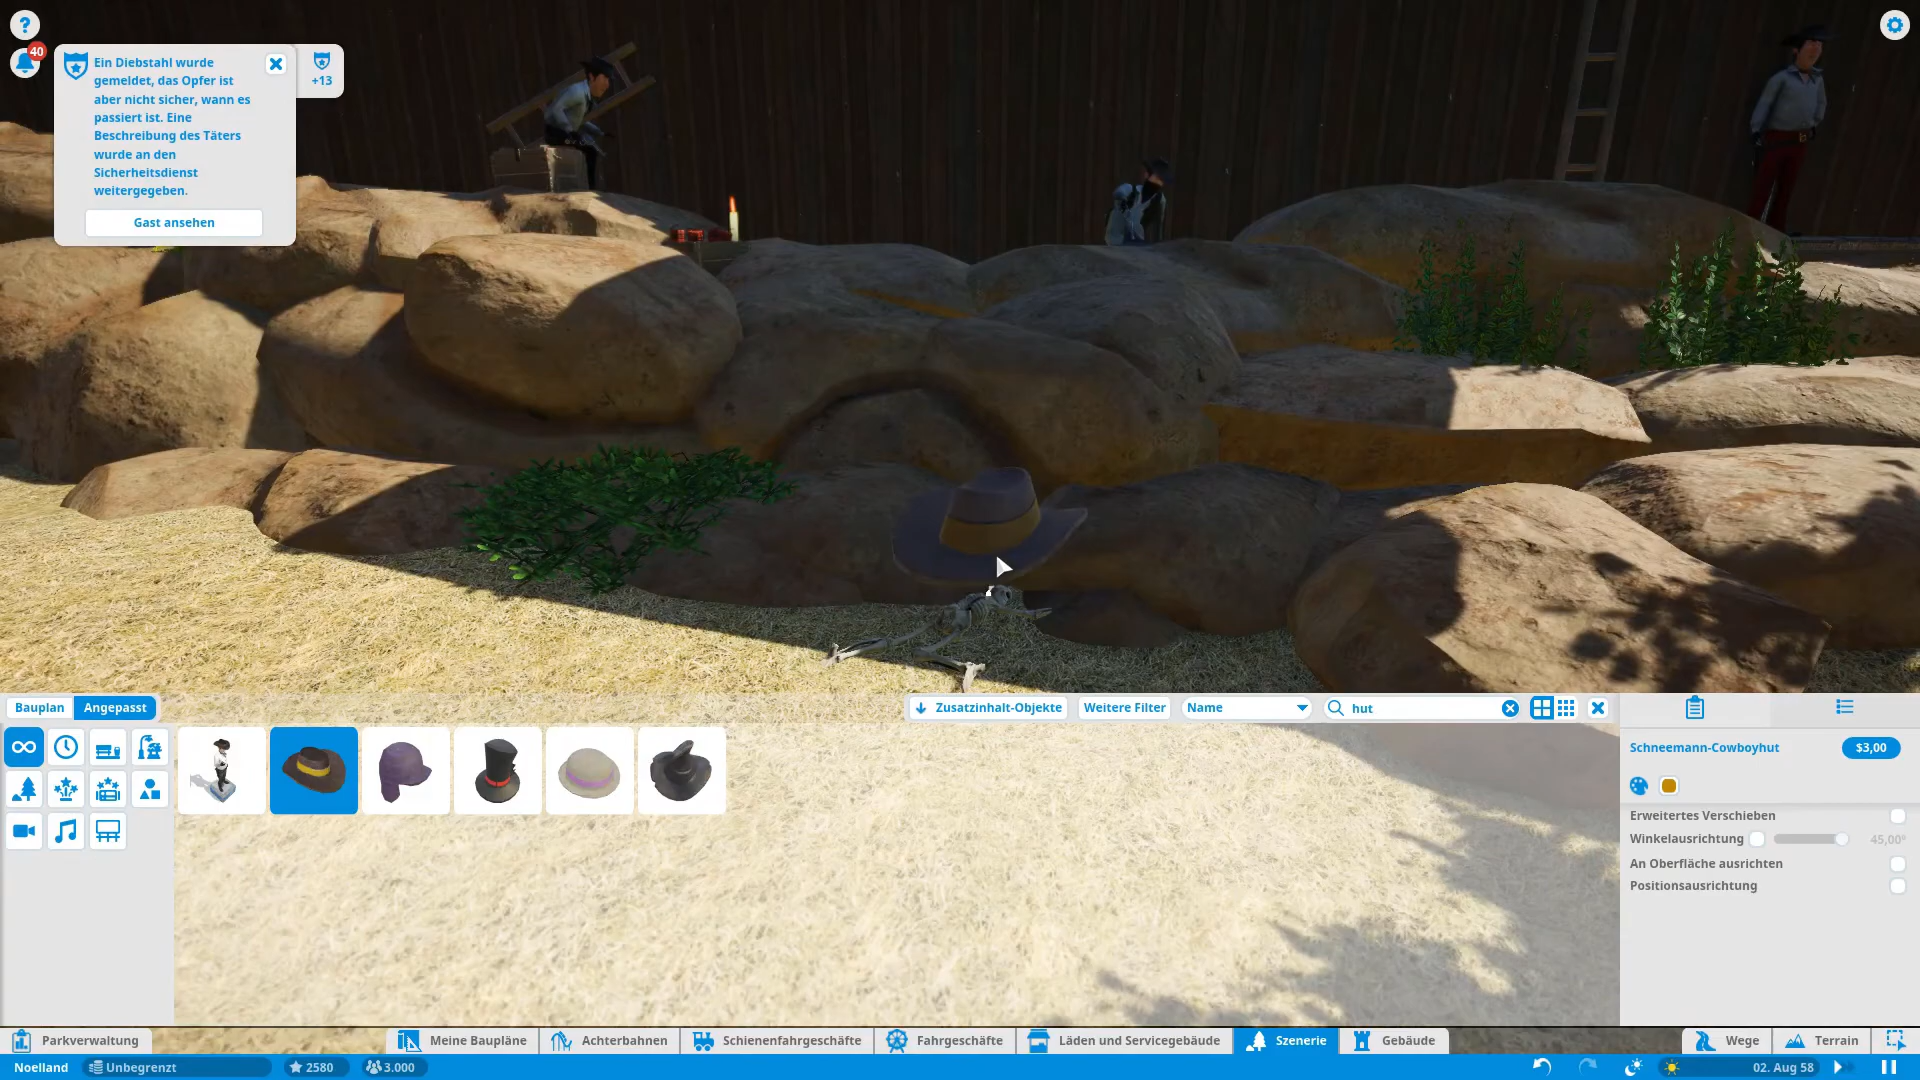 ?
40
Ein Diebstahl wurde
gemeldet, das Opfer ist
aber nicht sicher, wann es
passiert ist. Eine
Beschreibung des Täters
wurde an den
Sicherheitsdienst
weitergegeben.
Gast ansehen
+13
Bauplan
Angepasst
Zusatzinhalt-Objekte
Weitere Filter
Name
hut
Schneemann-Cowboyhut
$3,00
Erweitertes Verschieben
Winkelausrichtung
45,00°
An Oberfläche ausrichten
Positionsausrichtung
Parkverwaltung
Meine Baupläne
Achterbahnen
Schienenfahrgeschäfte
Fahrgeschäfte
Läden und Servicegebäude
Szenerie
Gebäude
Wege
Terrain
Noelland
Unbegrenzt
2580
3.000
02. Aug 58